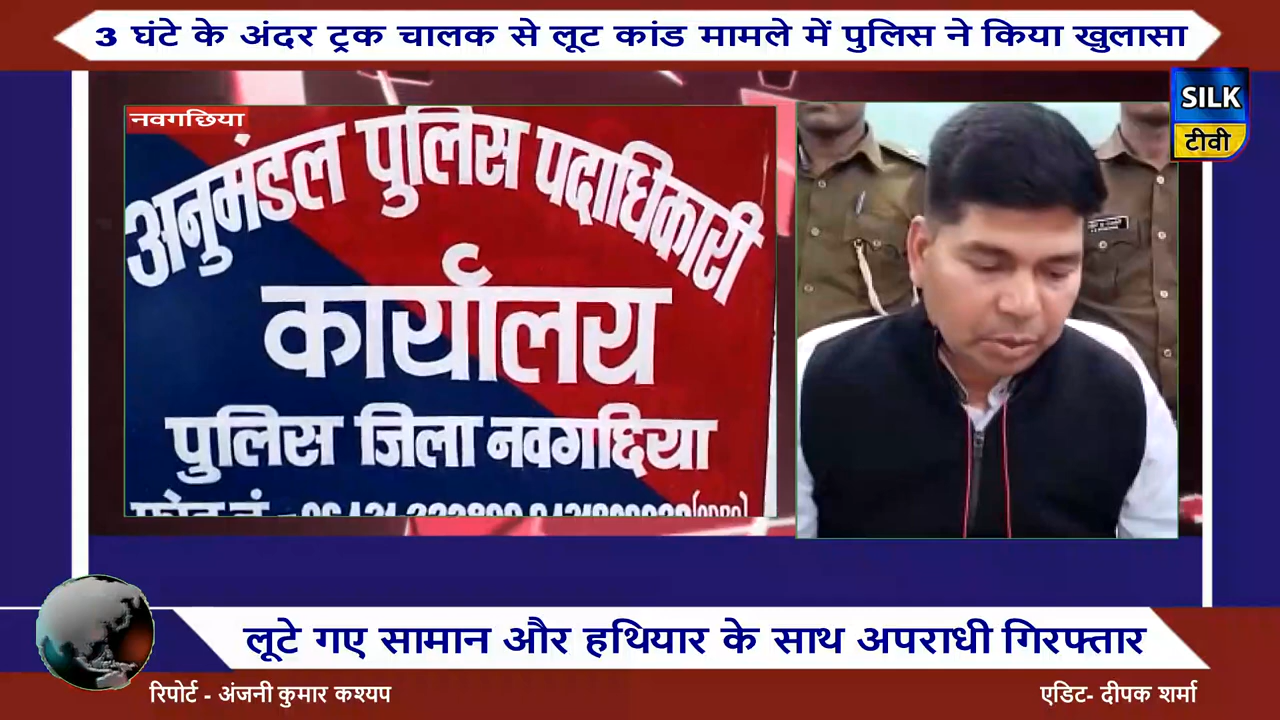 3 घंटे के अंदर ट्रक चालक से लूट कांड मामले में पुलिस ने किया खुलासा
SILK
टीवी
नवगछिया
अनुमंडल पुलिस पदाधिकारी
कार्यालय
पुलिस जिला नवगछिया
लूटे गए सामान और हथियार के साथ अपराधी गिरफ्तार
रिपोर्ट - अंजनी कुमार कश्यप
एडिट- दीपक शर्मा